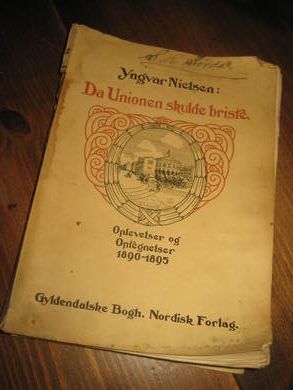 Yngvar Nielsen:
Da Unionen skulde briste.
Oplevelser og
Optegnelser
1890-1895
Gyldendalske Bogh. Nordisk Forlag.